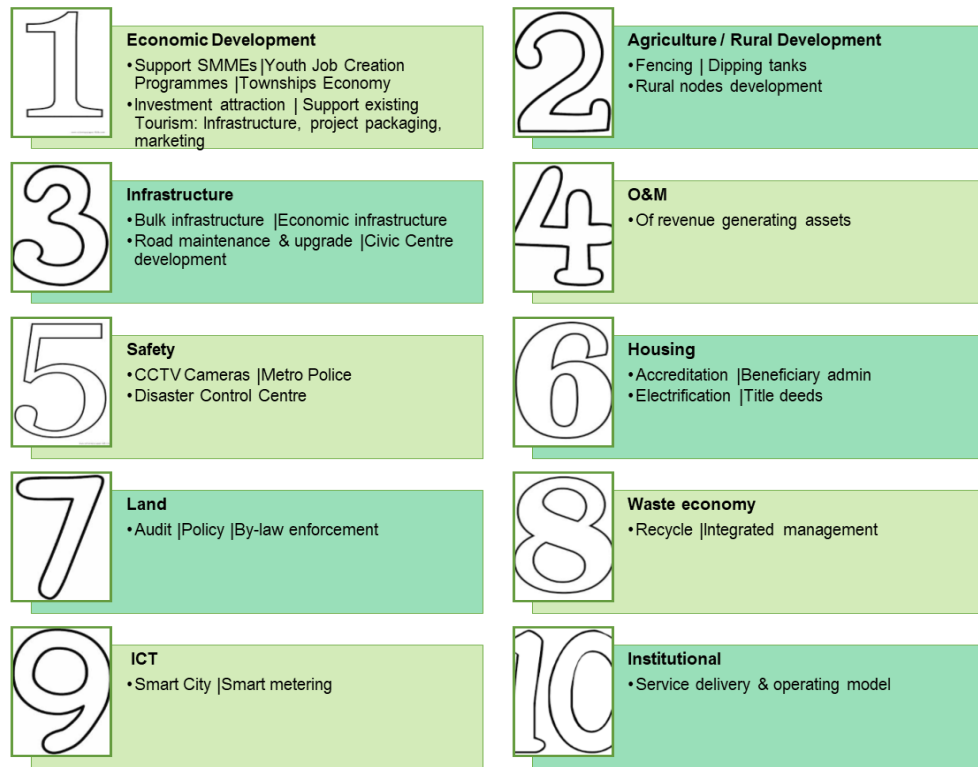 1
Economic Development
•Support SMMEs |Youth Job Creation
Programmes |Townships Economy
•Investment attraction | Support existing
Tourism: Infrastructure, project packaging,
marketing
2
Agriculture / Rural Development
•Fencing | Dipping tanks
•Rural nodes development
3
Infrastructure
•Bulk infrastructure |Economic infrastructure
•Road maintenance & upgrade |Civic Centre
development
4
O&M
•Of revenue generating assets
5
Safety
•CCTV Cameras |Metro Police
•Disaster Control Centre
6
Housing
•Accreditation |Beneficiary admin
•Electrification |Title deeds
7
Land
•Audit |Policy |By-law enforcement
8
Waste economy
•Recycle |Integrated management
9
ICT
•Smart City |Smart metering
10
Institutional
•Service delivery & operating model